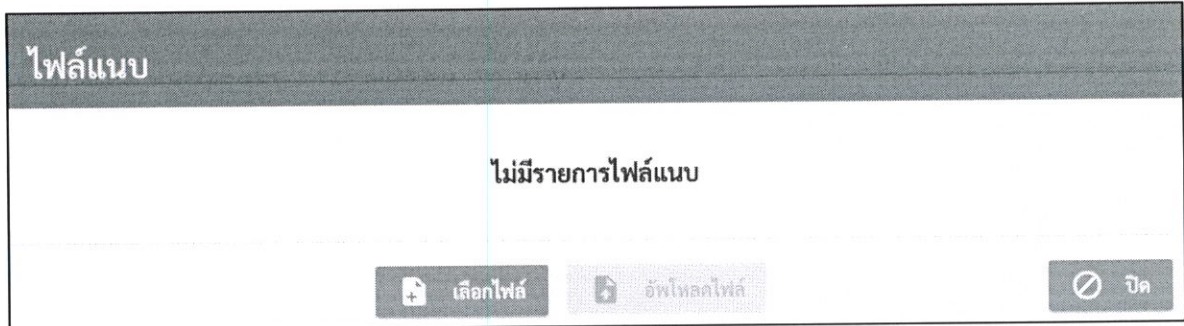 ไฟล์แนบ
ไม่มีรายการไฟล์แนบ
เลือกไฟล์ อัพโหลดไฟล์ ปิด